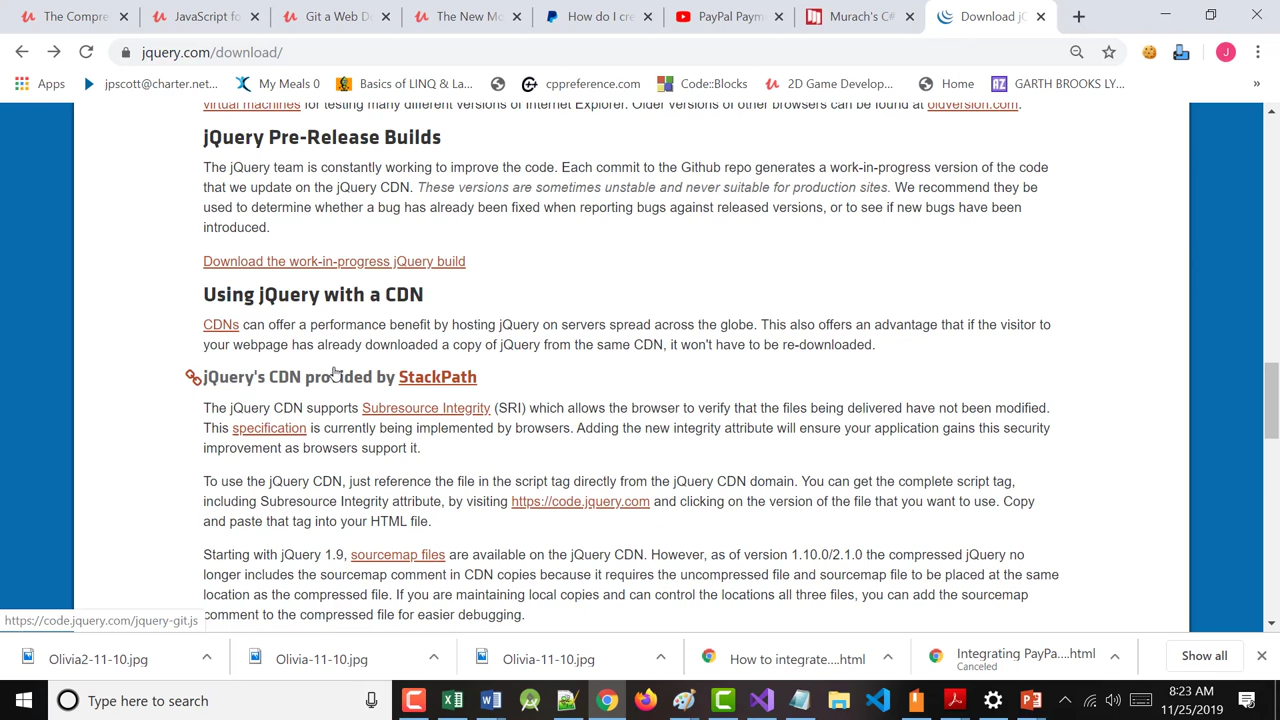 The Compre
JavaScript fo
Git a Web De
The New Mo
How do I cre
PayPal Paym
Murach's C#
Download jQ
jquery.com/download/
J
Apps
jpscott@charter.net...
My Meals 0
Basics of LINQ & La...
cppreference.com
Code::Blocks
2D Game Develop...
Home
AZ
GARTH BROOKS LY...
»
virtual machines for testing many different versions of Internet Explorer. Older versions of other browsers can be found at oldversion.com.
jQuery Pre-Release Builds
The jQuery team is constantly working to improve the code. Each commit to the Github repo generates a work-in-progress version of the code
that we update on the jQuery CDN. These versions are sometimes unstable and never suitable for production sites. We recommend they be
used to determine whether a bug has already been fixed when reporting bugs against released versions, or to see if new bugs have been
introduced.
Download the work-in-progress jQuery build
Using jQuery with a CDN
CDNs can offer a performance benefit by hosting jQuery on servers spread across the globe. This also offers an advantage that if the visitor to
your webpage has already downloaded a copy of jQuery from the same CDN, it won't have to be re-downloaded.
jQuery's CDN provided by StackPath
The jQuery CDN supports Subresource Integrity (SRI) which allows the browser to verify that the files being delivered have not been modified.
This specification is currently being implemented by browsers. Adding the new integrity attribute will ensure your application gains this security
improvement as browsers support it.
To use the jQuery CDN, just reference the file in the script tag directly from the jQuery CDN domain. You can get the complete script tag,
including Subresource Integrity attribute, by visiting https://code.jquery.com and clicking on the version of the file that you want to use. Copy
and paste that tag into your HTML file.
Starting with jQuery 1.9, sourcemap files are available on the jQuery CDN. However, as of version 1.10.0/2.1.0 the compressed jQuery no
longer includes the sourcemap comment in CDN copies because it requires the uncompressed file and sourcemap file to be placed at the same
location as the compressed file. If you are maintaining local copies and can control the locations all three files, you can add the sourcemap
comment to the compressed file for easier debugging.
https://code.jquery.com/jquery-git.js
Olivia2-11-10.jpg
Olivia-11-10.jpg
Olivia-11-10.jpg
How to integrate....html
Integrating PayPa....html
Canceled
Show all
Type here to search
8:23 AM
11/25/2019